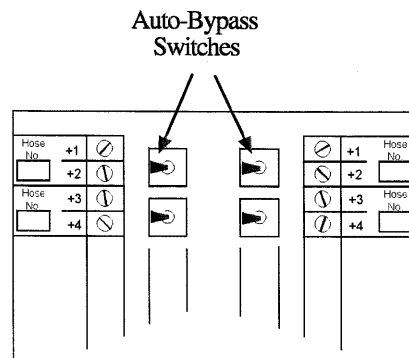 Auto-Bypass
Switches
Hose
No.
+1
+2
Hose
No.
+3
+4
+1
Hose
No.
+2
+3
Hose
No.
+4